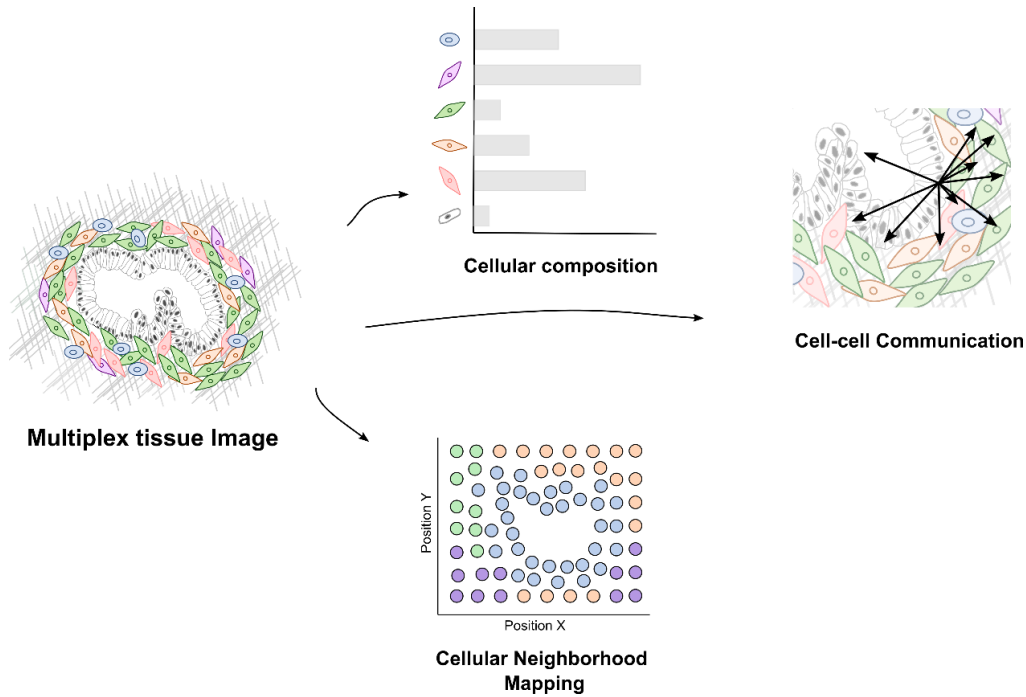 Cellular composition
Cell-cell Communication
Multiplex tissue Image
Position Y
Position X
Cellular Neighborhood
Mapping